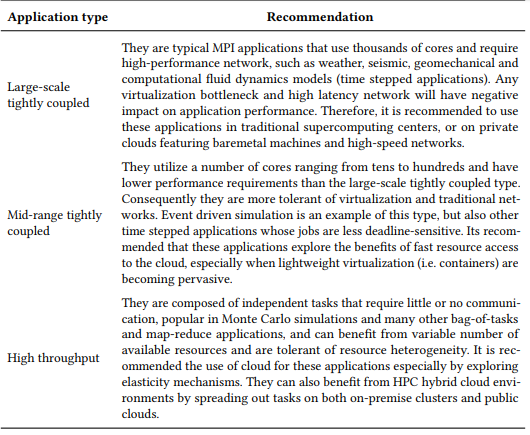 Application type Recommendation
They are typical MPI applications that use thousands of cores and require
high-performance network, such as weather, seismic, geomechanical and
computational fluid dynamics models (time stepped applications). Any
Large-scale
tightly coupled
virtualization bottleneck and high latency network will have negative
impact on application performance. Therefore, it is recommended to use
these applications in traditional supercomputing centers, or on private
clouds featuring baremetal machines and high-speed networks.
They utilize a number of cores ranging from tens to hundreds and have
lower performance requirements than the large-scale tightly coupled type.
Consequently they are more tolerant of virtualization and traditional net-
Mid-range tightly
coupled
works. Event driven simulation is an example of this type, but also other
time stepped applications whose jobs are less deadline-sensitive. Its recom-
mended that these applications explore the benefits of fast resource access
to the cloud, especially when lightweight virtualization (i.e. containers) are
becoming pervasive.
They are composed of independent tasks that require little or no communi-
cation, popular in Monte Carlo simulations and many other bag-of-tasks
and map-reduce applications, and can benefit from variable number of
High throughput
available resources and are tolerant of resource heterogeneity. It is rec-
ommended the use of cloud for these applications especially by exploring
elasticity mechanisms. They can also benefit from HPC hybrid cloud envi-
ronments by spreading out tasks on both on-premise clusters and public
clouds.